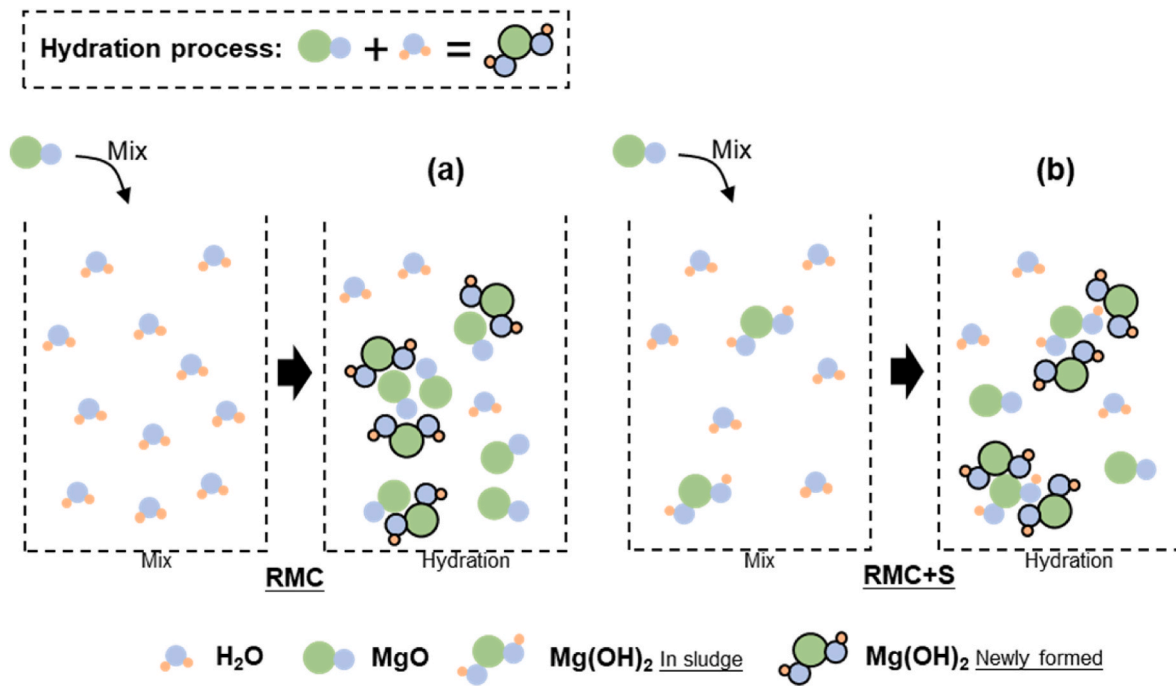 Hydration process: + =
Mix
(a)
Mix
(b)
Mix
Hydration
RMC
Mix
Hydration
RMC+S
H₂O
MgO
Mg(OH)₂ In sludge
Mg(OH)₂ Newly formed